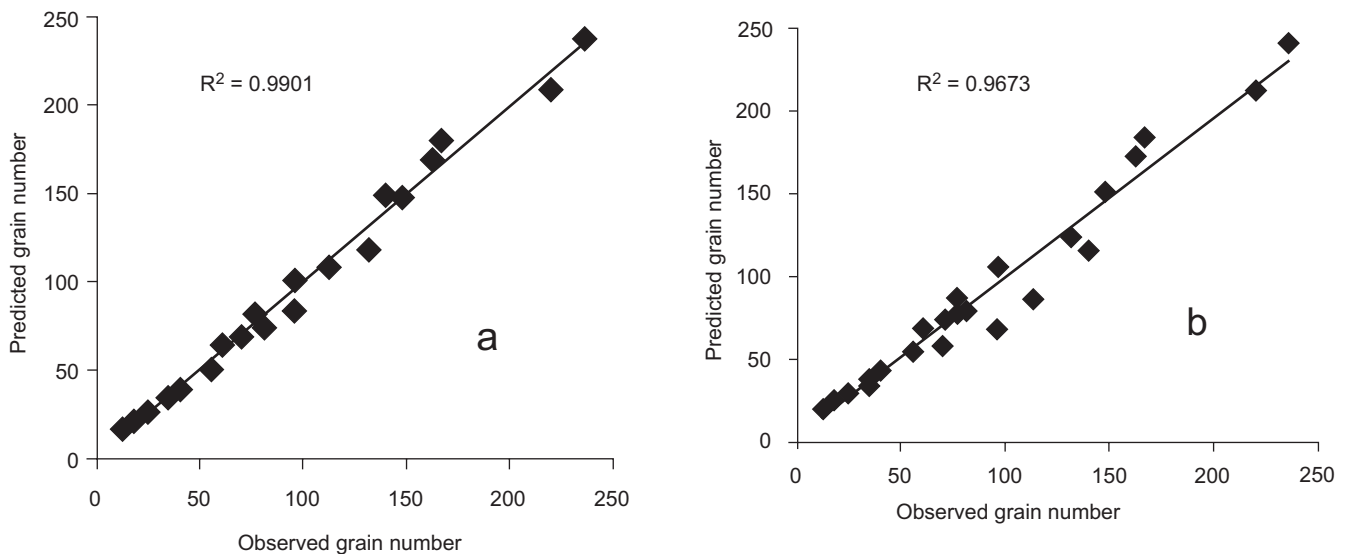 250
200
150
100
50
0
Predicted grain number
R² = 0.9901
a
0 50 100 150 200 250
Observed grain number
250
200
150
100
50
0
Predicted grain number
R² = 0.9673
b
0 50 100 150 200 250
Observed grain number